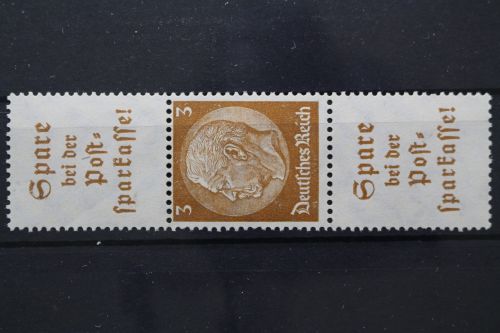 Spare
bei der
Post-
sparkasse!
3
3
Deutsches Reich
Spare
bei der
Post-
sparkasse!